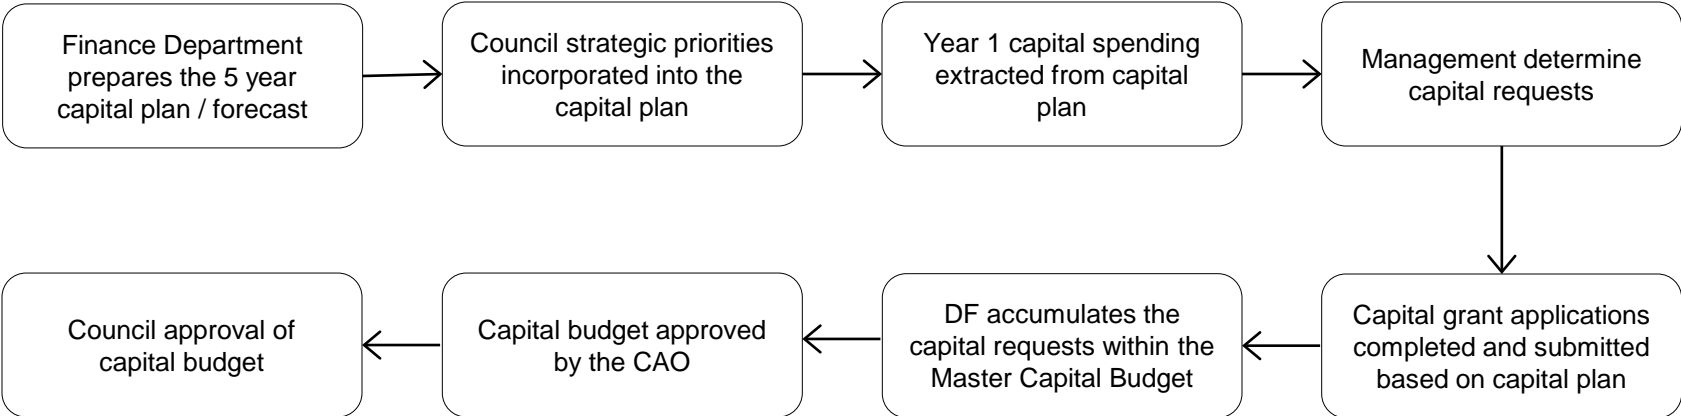 Finance Department
prepares the 5 year
capital plan / forecast
Council strategic priorities
incorporated into the
capital plan
Year 1 capital spending
extracted from capital
plan
Management determine
capital requests
Capital grant applications
completed and submitted
based on capital plan
DF accumulates the
capital requests within the
Master Capital Budget
Capital budget approved
by the CAO
Council approval of
capital budget